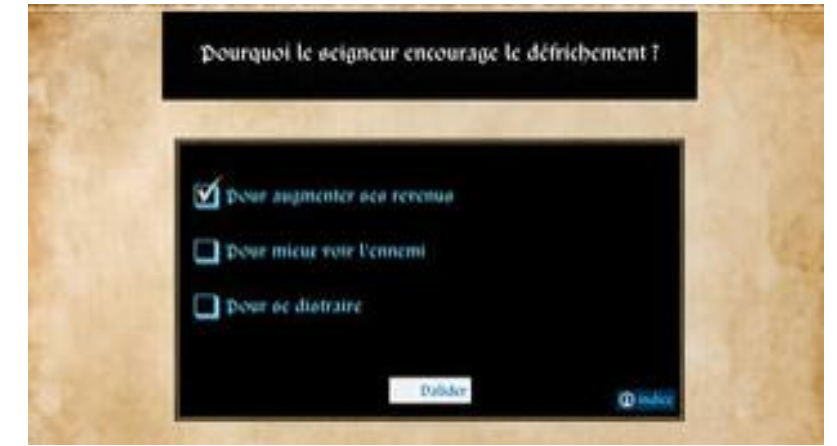 Pourquoi le seigneur encourage le défrichement ?
Pour augmenter ses revenus
Pour mieux voir l'ennemi
Pour se distraire
Valider
indice